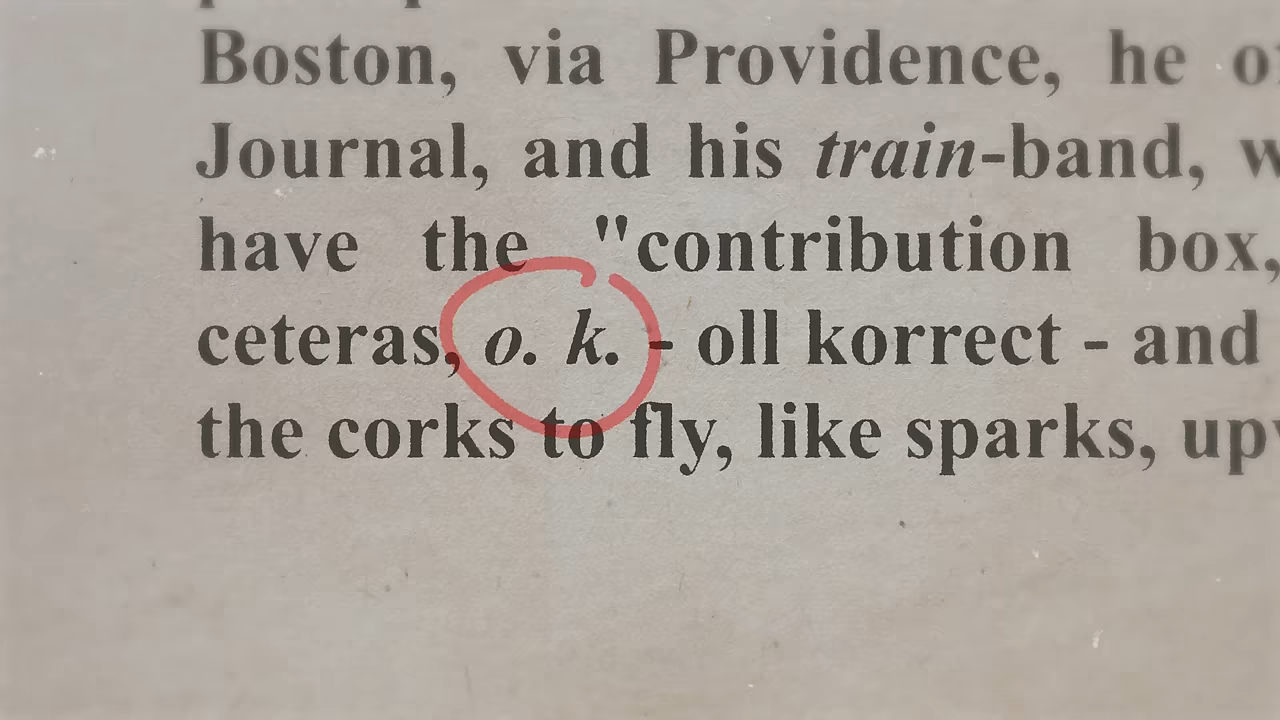 Boston, via Providence, he
Journal, and his train-band,
have the "contribution box,
ceteras, o. k. - oll korrect - and
the corks to fly, like sparks,